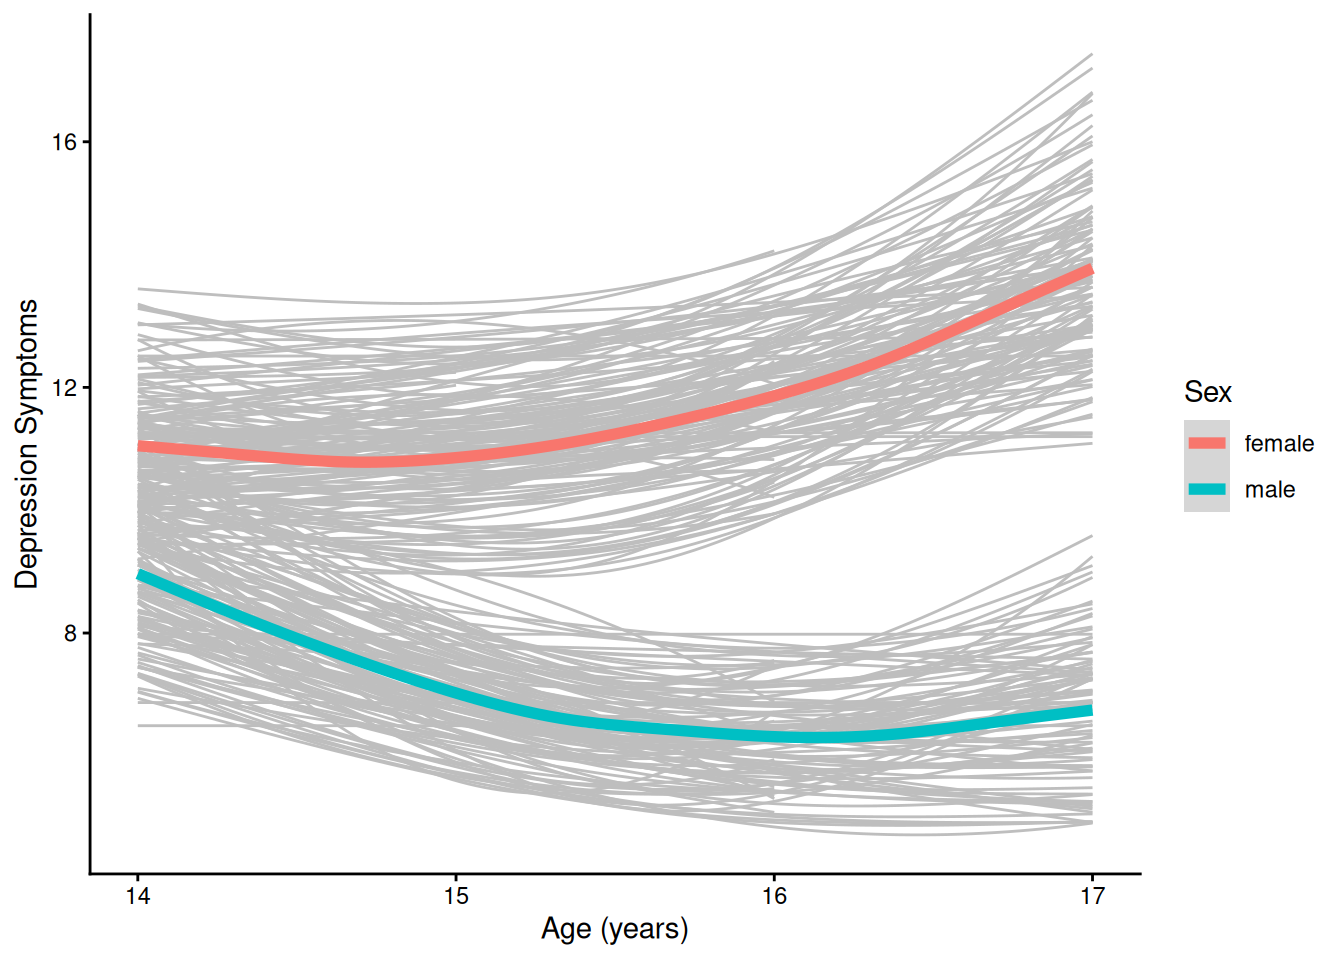 16
12
8
Depression Symptoms
14 15 16 17
Age (years)
Sex
female
male